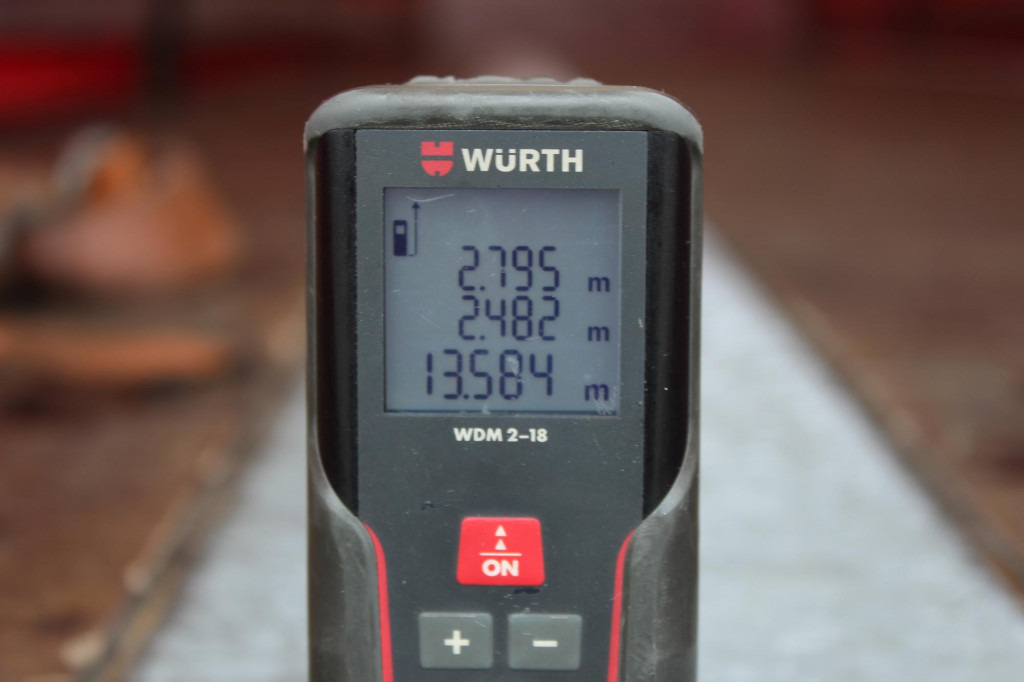 WÜRTH
2.795 m
2.482 m
13.584 m
WDM 2-18
ON
+ −